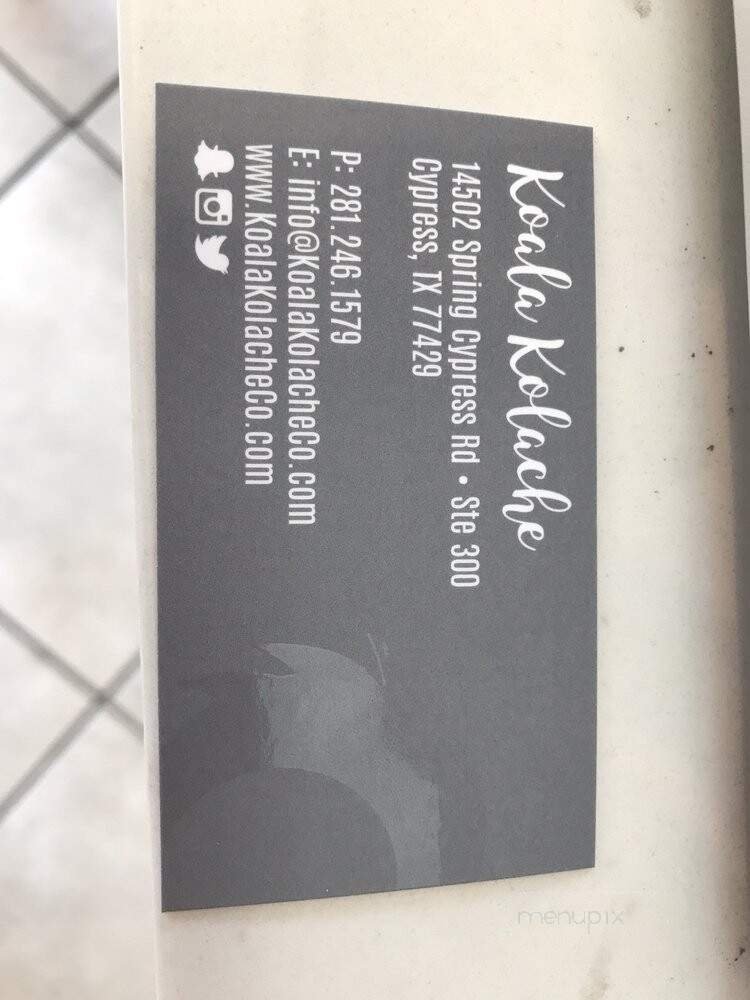 Koala Kolache
14502 Spring Cypress Rd • Ste 300
Cypress, TX 77429
P: 281.246.1579
E: info@KoalaKolacheCo.com
www.KoalaKolacheCo.com
menupix